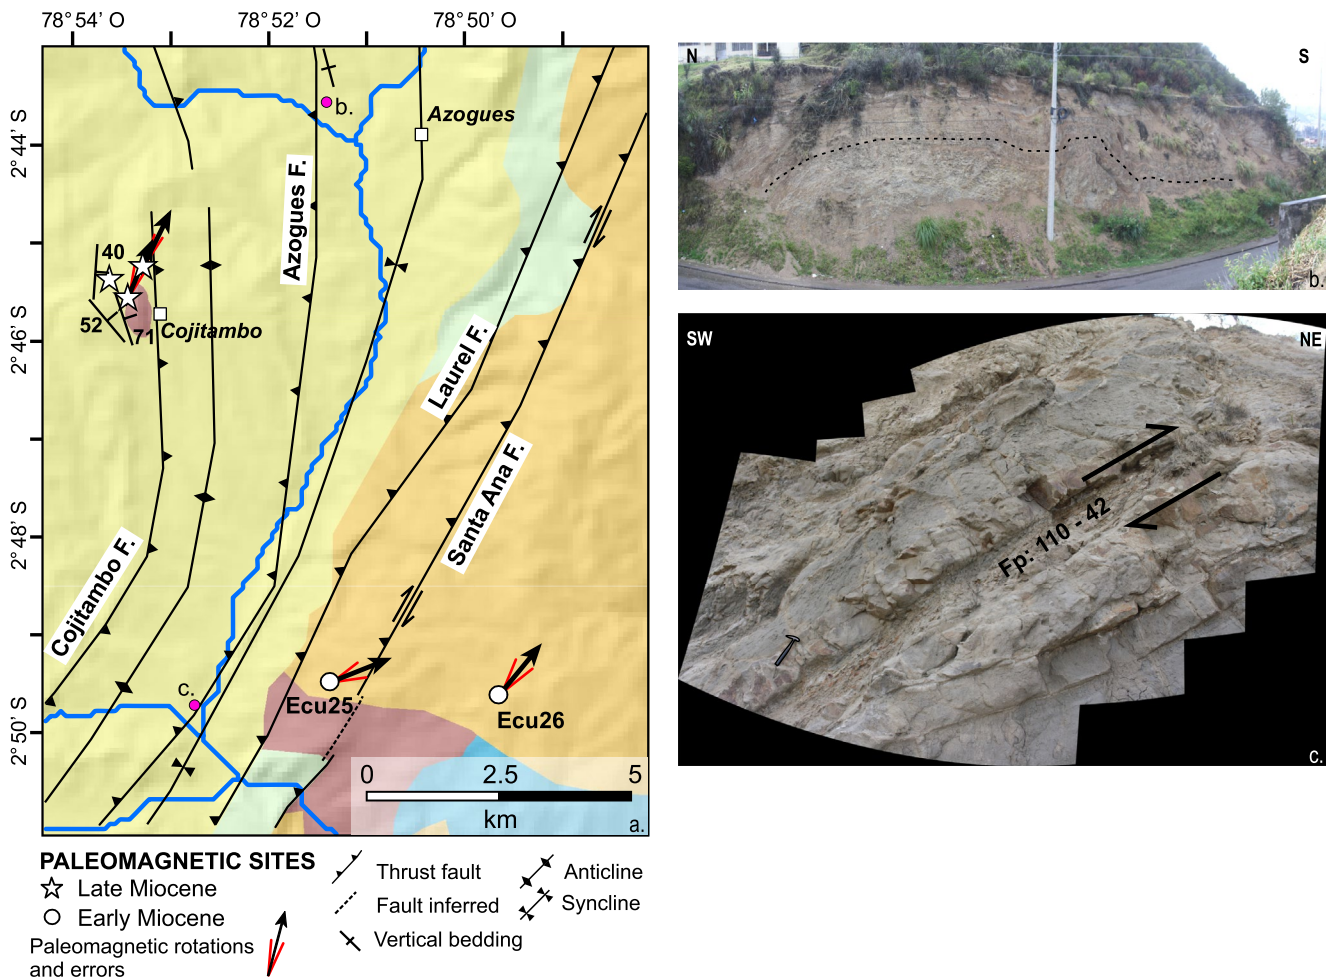 78°54’ O
78°52’ O
78°50’ O
2°44’ S
2°46’ S
2°48’ S
2°50’ S
b.
Azogues
Azogues F.
40
52
71
Cojitambo
Laurel F.
Santa Ana F.
Cojitambo F.
c.
Ecu25
Ecu26
0
2.5
5
km
a.
PALEOMAGNETIC SITES
Late Miocene
Early Miocene
Paleomagnetic rotations
and errors
Thrust fault
Fault inferred
Vertical bedding
Anticline
Syncline
N
S
b.
SW
NE
Fp: 110 - 42
c.